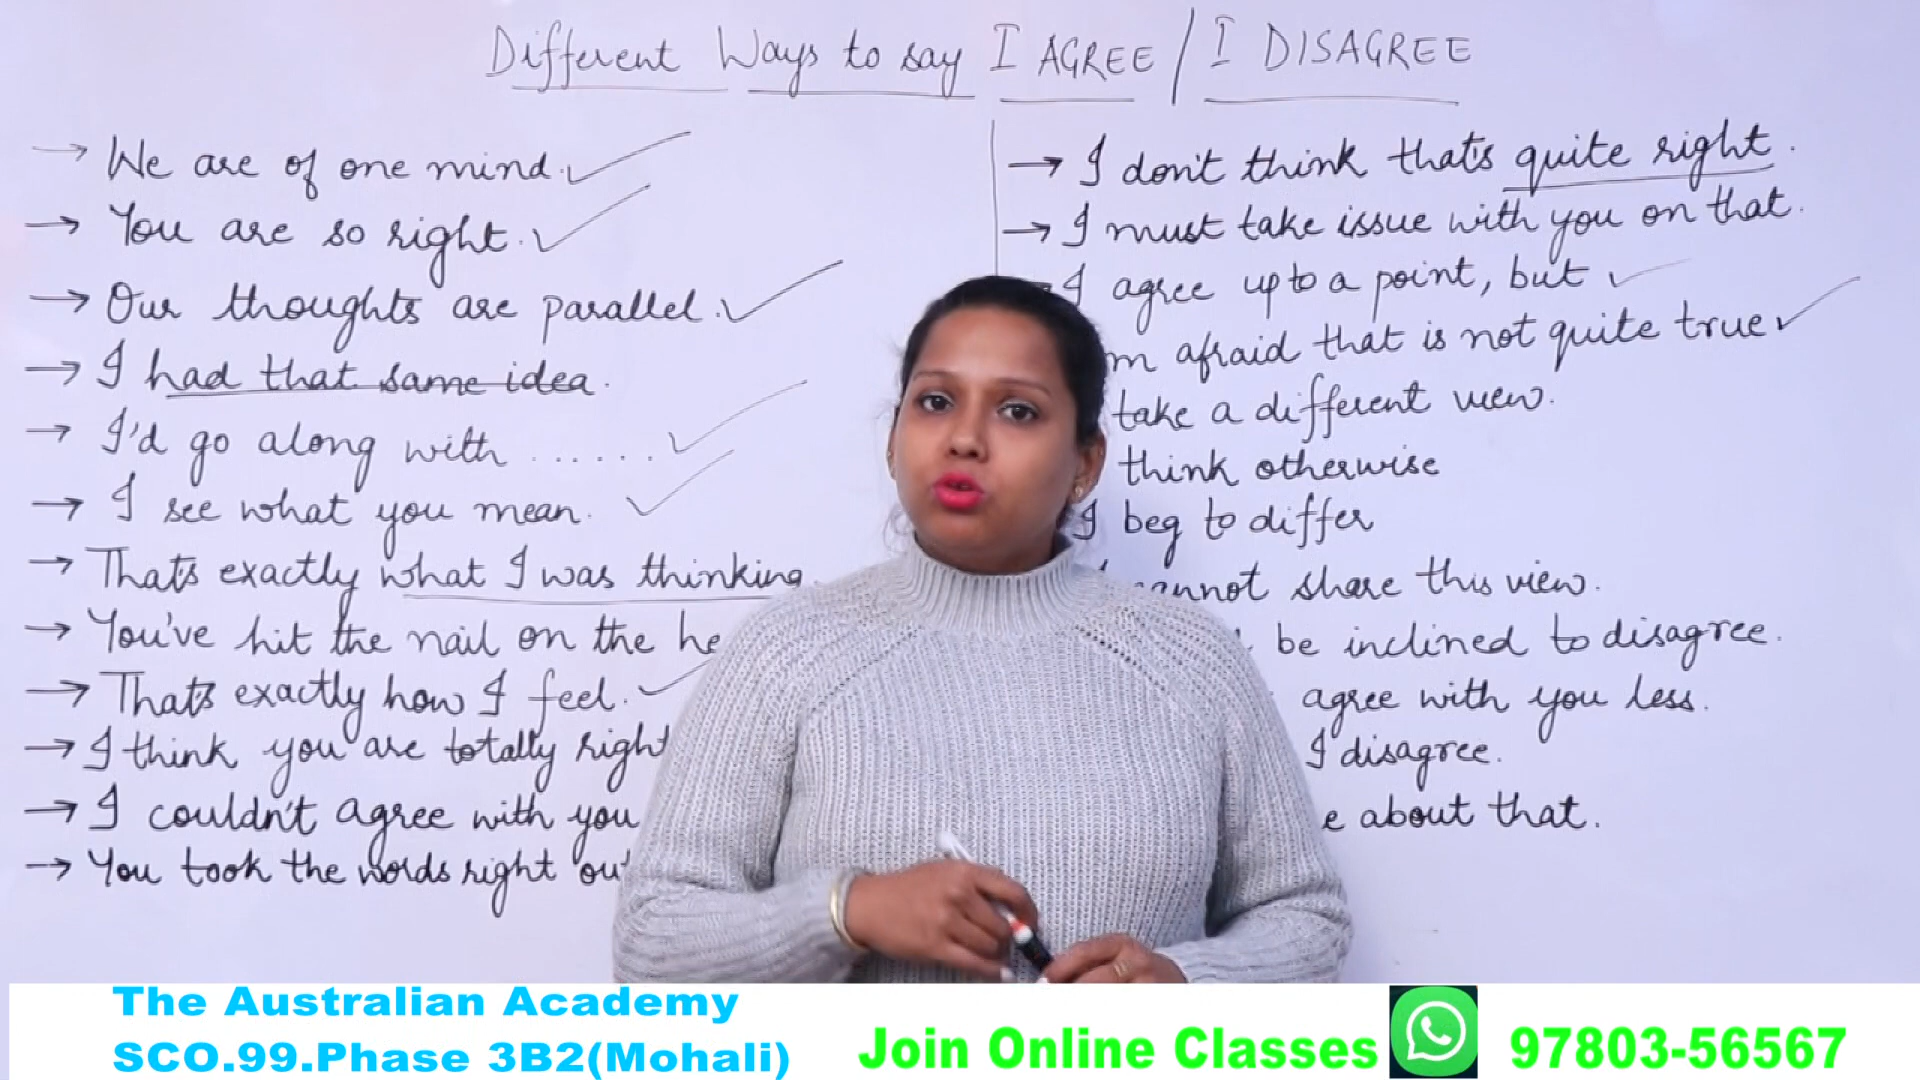 Different Ways to say I AGREE / I DISAGREE
→ We are of one mind.
→ You are so right.
→ Our thoughts are parallel.
→ I had that same idea.
→ I'd go along with ......
→ I see what you mean.
→ That's exactly what I was thinking.
→ You've hit the nail on the he
→ That's exactly how I feel.
→ I think you are totally right
→ I couldn't agree with you
→ You took the words right out
→ I don't think that's quite right.
→ I must take issue with you on that.
I agree up to a point, but
m afraid that is not quite true
take a different view.
think otherwise
I beg to differ
cannot share this view.
be inclined to disagree.
agree with you less.
I disagree.
e about that.
The Australian Academy
SCO.99.Phase 3B2(Mohali)
Join Online Classes
97803-56567